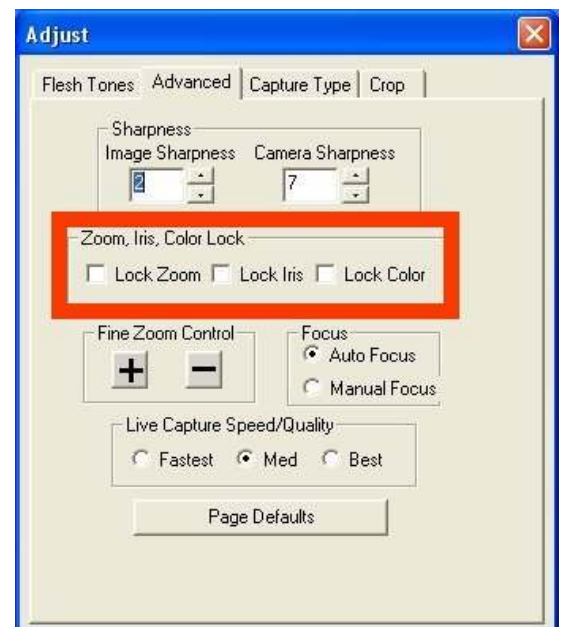 Adjust
Flesh Tones Advanced Capture Type Crop
Sharpness
Image Sharpness Camera Sharpness
2 7
Zoom, Iris, Color Lock
Lock Zoom Lock Iris Lock Color
Fine Zoom Control Focus
+ − Auto Focus
Manual Focus
Live Capture Speed/Quality
Fastest Med Best
Page Defaults